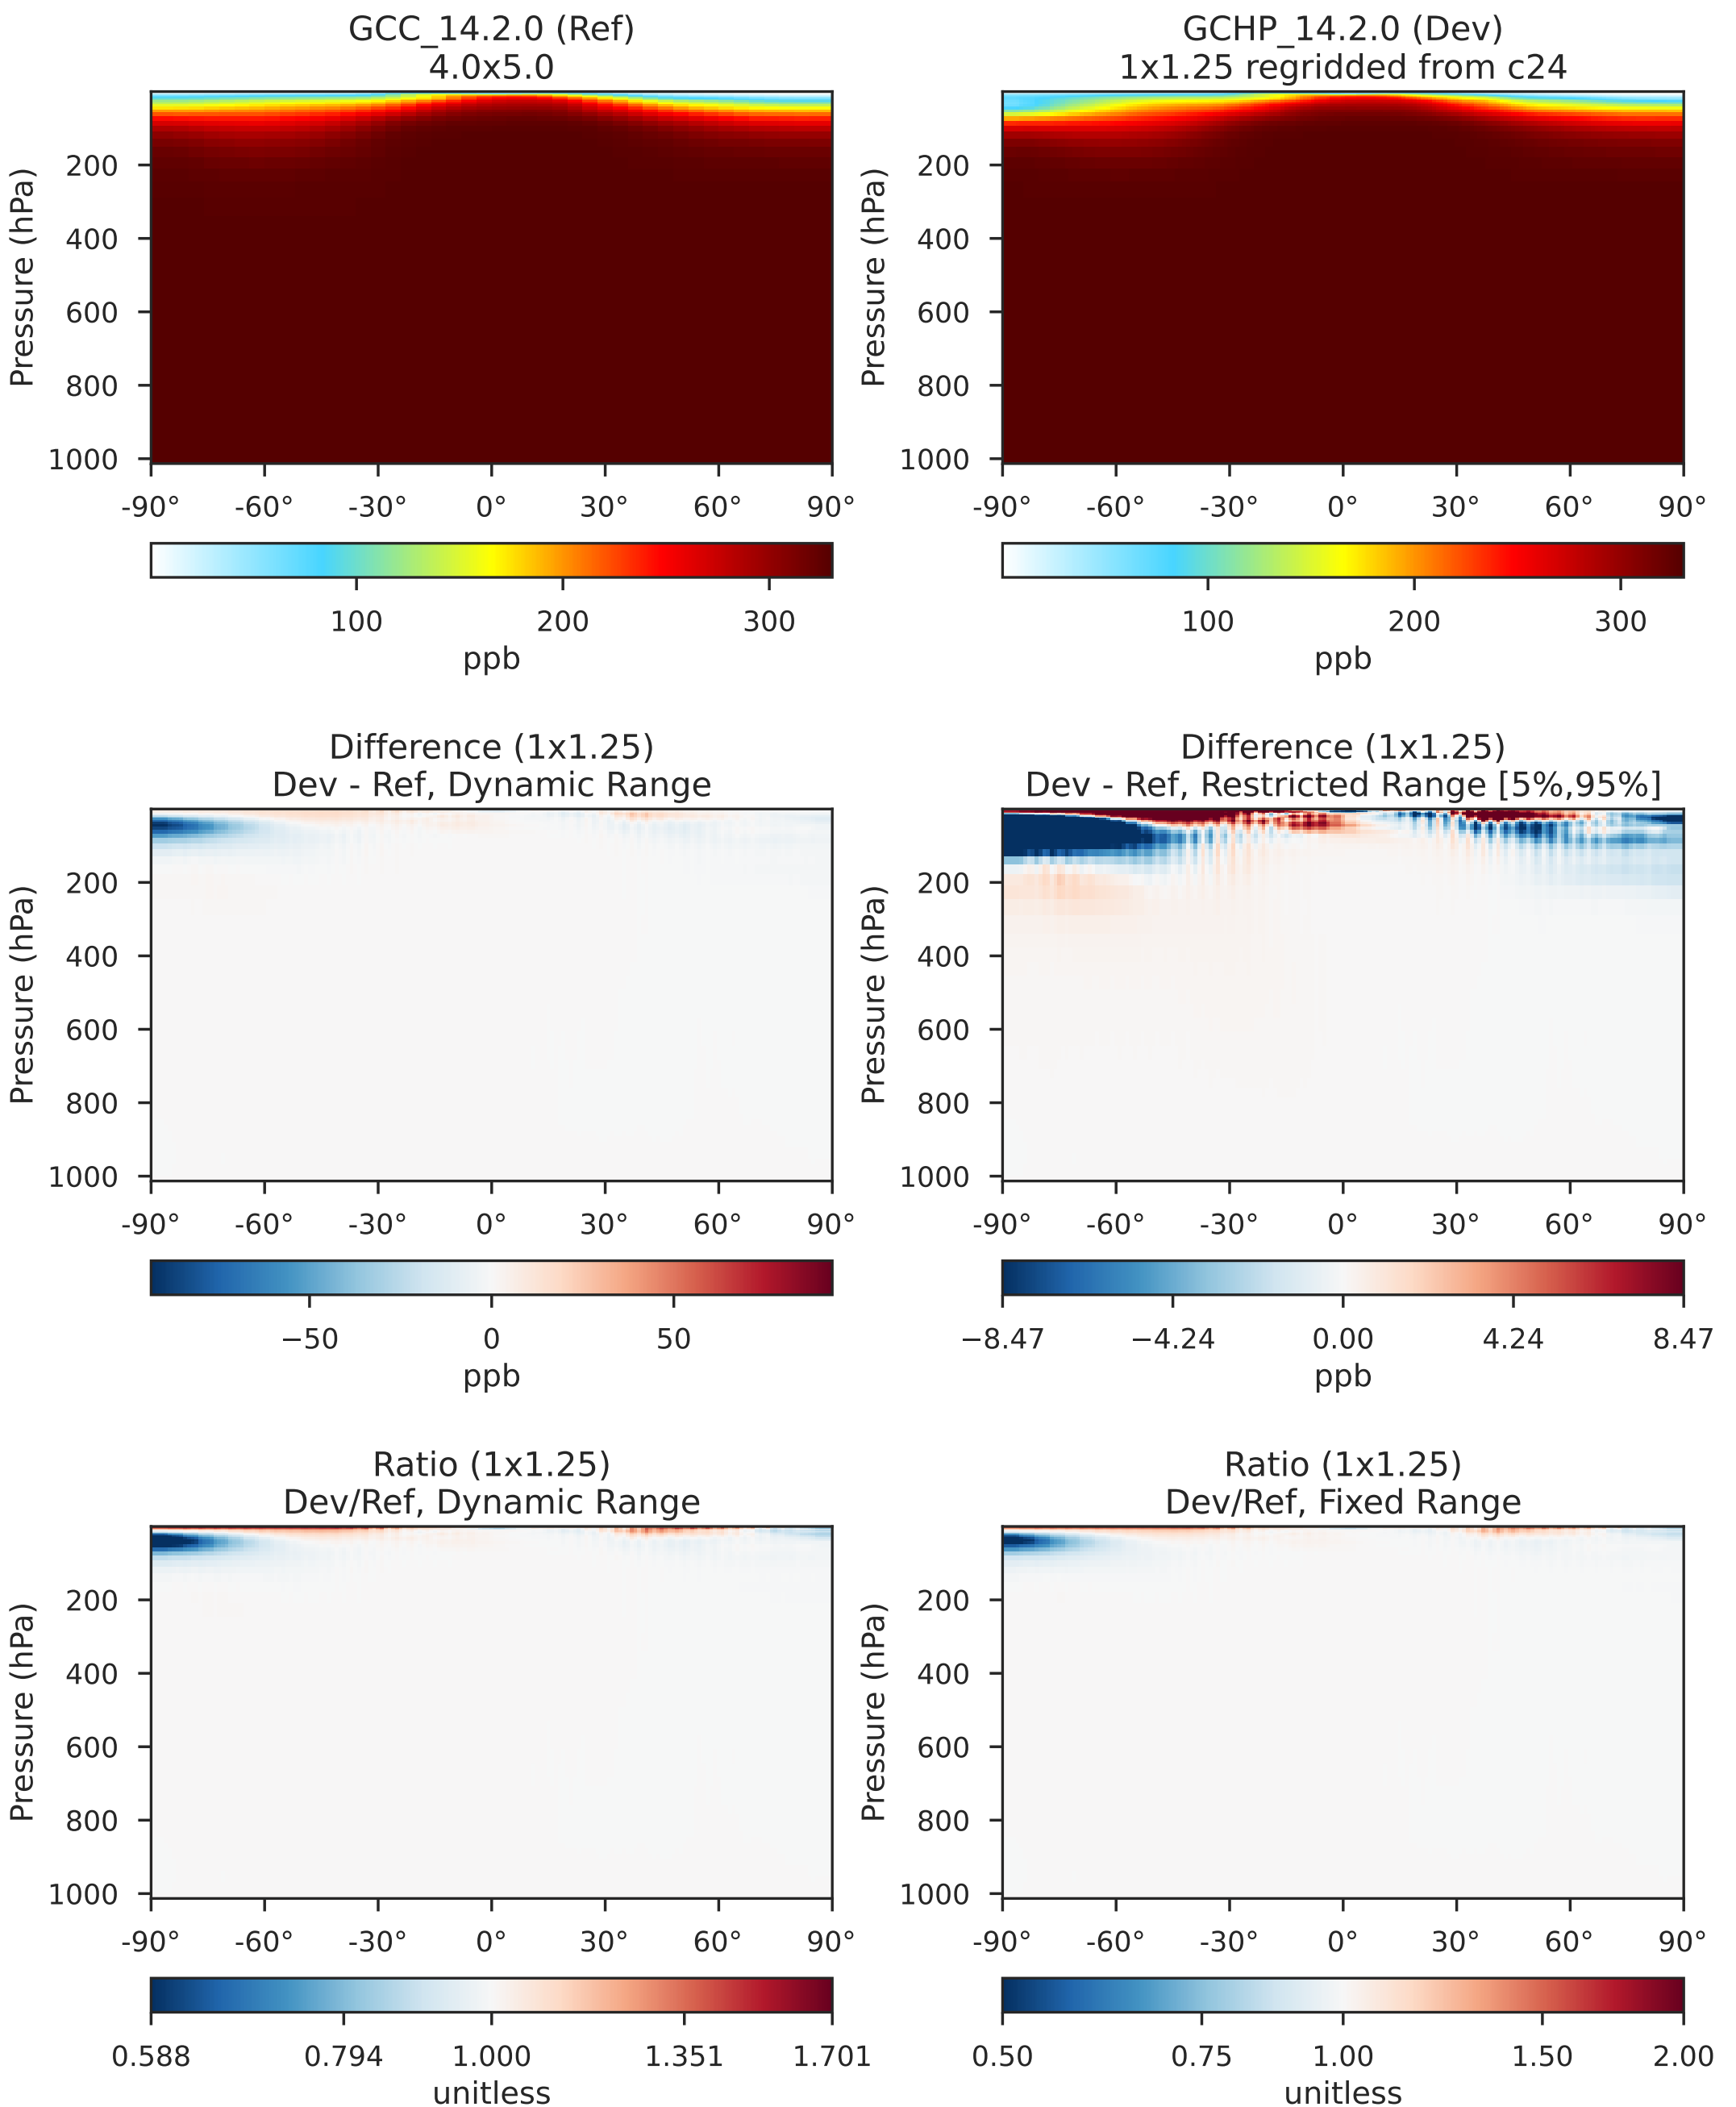 GCC_14.2.0 (Ref)
4.0x5.0
Pressure (hPa)
200
400
600
800
1000
-90° -60° -30° 0° 30° 60° 90°
100 200 300
ppb
GCHP_14.2.0 (Dev)
1x1.25 regridded from c24
Pressure (hPa)
200
400
600
800
1000
-90° -60° -30° 0° 30° 60° 90°
100 200 300
ppb
Difference (1x1.25)
Dev - Ref, Dynamic Range
Pressure (hPa)
200
400
600
800
1000
-90° -60° -30° 0° 30° 60° 90°
−50 0 50
ppb
Difference (1x1.25)
Dev - Ref, Restricted Range [5%,95%]
Pressure (hPa)
200
400
600
800
1000
-90° -60° -30° 0° 30° 60° 90°
−8.47 −4.24 0.00 4.24 8.47
ppb
Ratio (1x1.25)
Dev/Ref, Dynamic Range
Pressure (hPa)
200
400
600
800
1000
-90° -60° -30° 0° 30° 60° 90°
0.588 0.794 1.000 1.351 1.701
unitless
Ratio (1x1.25)
Dev/Ref, Fixed Range
Pressure (hPa)
200
400
600
800
1000
-90° -60° -30° 0° 30° 60° 90°
0.50 0.75 1.00 1.50 2.00
unitless